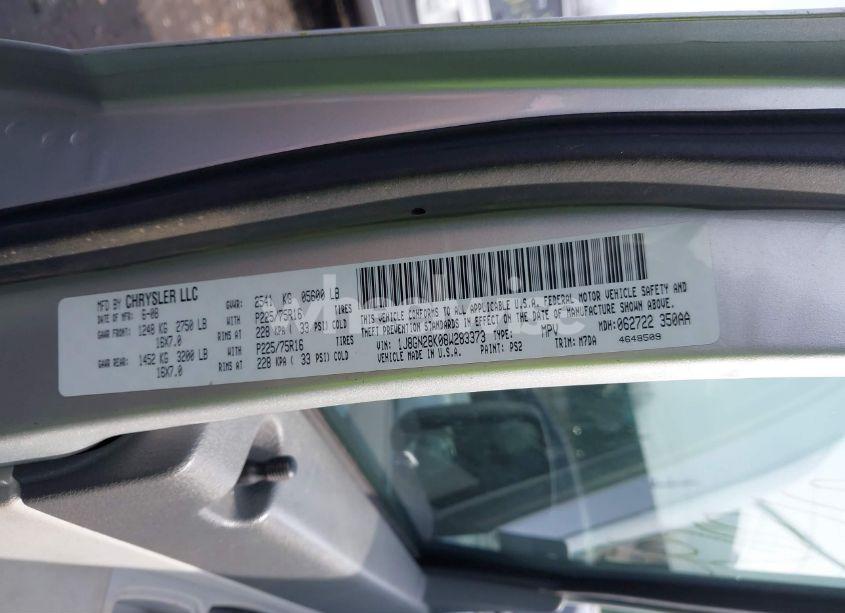 MFD BY CHRYSLER LLC
DATE OF MFR: 6-08
GVWR: 2541 KG 05600 LB
GAWR FRONT: 1248 KG 2750 LB
WITH P225/75R16 TIRES
16X7.0 RIMS AT 228 KPA ( 33 PSI) COLD
GAWR REAR: 1452 KG 3200 LB
WITH P225/75R16 TIRES
16X7.0 RIMS AT 228 KPA ( 33 PSI) COLD
THIS VEHICLE CONFORMS TO ALL APPLICABLE U.S.A. FEDERAL MOTOR VEHICLE SAFETY AND
THEFT PREVENTION STANDARDS IN EFFECT ON THE DATE OF MANUFACTURE SHOWN ABOVE.
VIN: 1J8GN28K08W283373 TYPE: MPV MDH: 062722 350AA
VEHICLE MADE IN U.S.A. PAINT: PS2 TRIM: M7DA 4648509